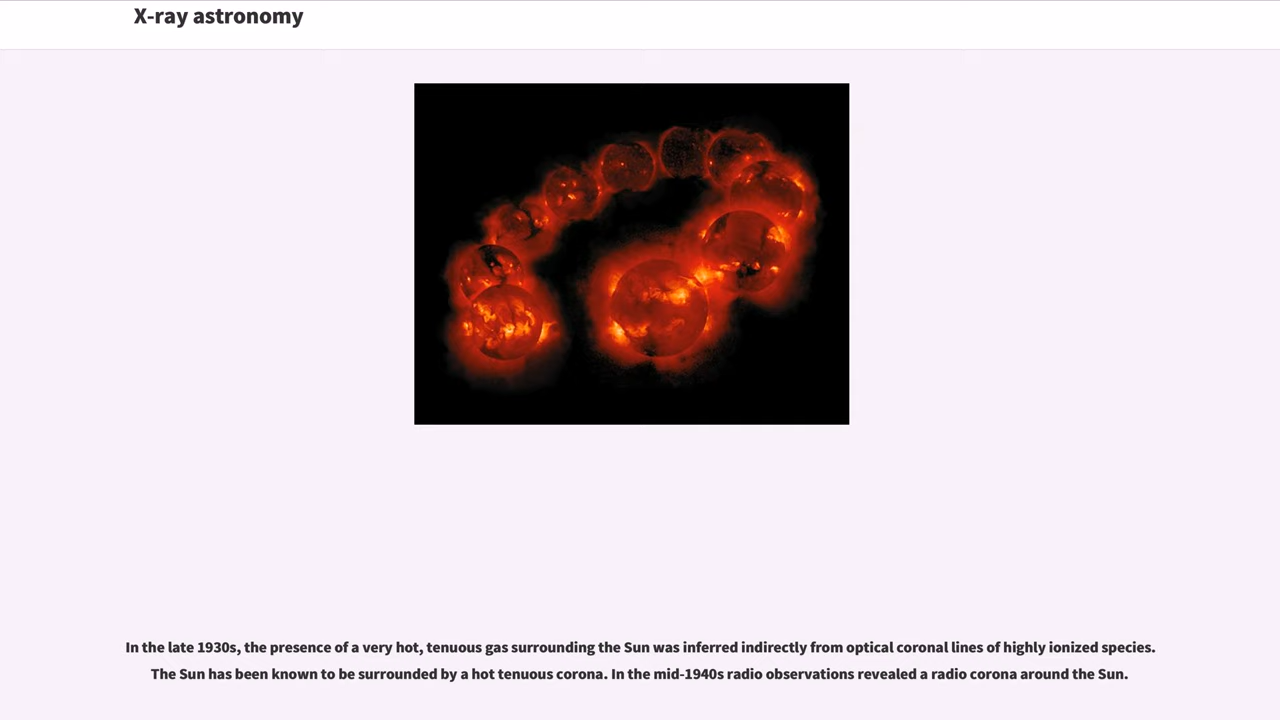 X-ray astronomy
In the late 1930s, the presence of a very hot, tenuous gas surrounding the Sun was inferred indirectly from optical coronal lines of highly ionized species.
The Sun has been known to be surrounded by a hot tenuous corona. In the mid-1940s radio observations revealed a radio corona around the Sun.